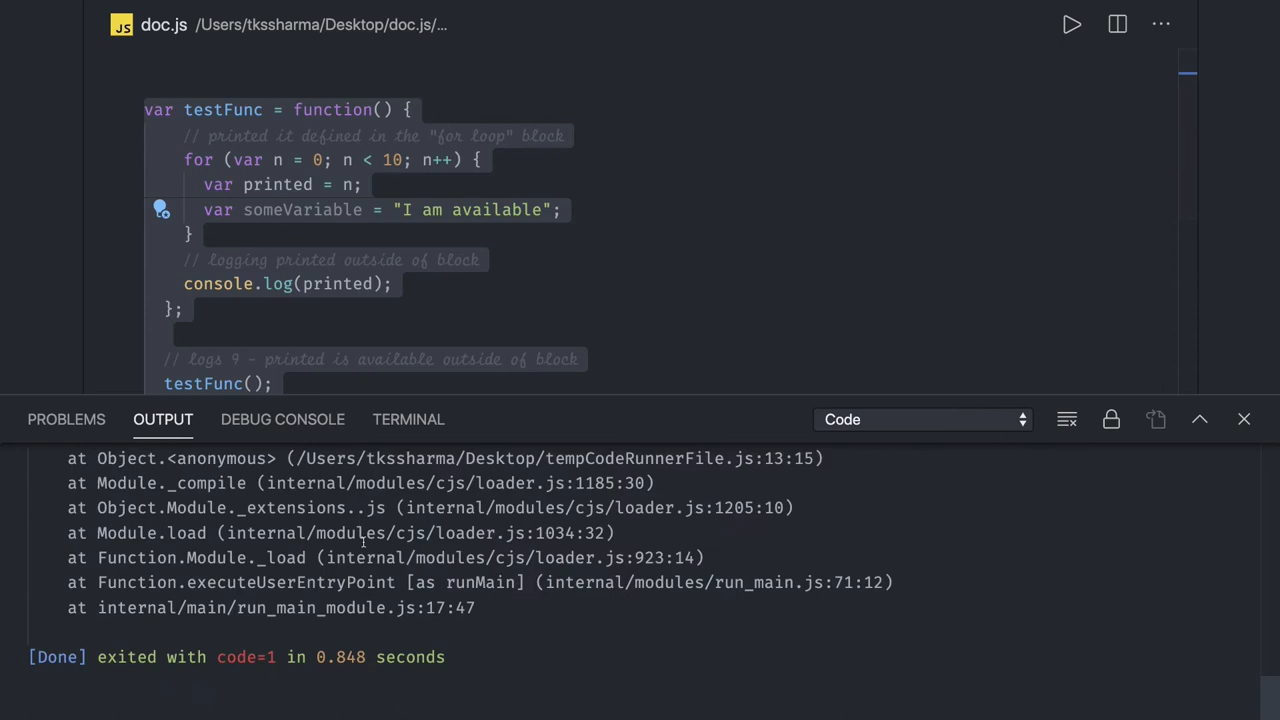 JS doc.js /Users/tkssharma/Desktop/doc.js/... ...
var testFunc = function() {
// printed it defined in the "for loop" block
for (var n = 0; n < 10; n++) {
var printed = n;
var someVariable = "I am available";
}
// logging printed outside of block
console.log(printed);
};
// logs 9 - printed is available outside of block
testFunc();
PROBLEMS OUTPUT DEBUG CONSOLE TERMINAL Code
at Object.<anonymous> (/Users/tkssharma/Desktop/tempCodeRunnerFile.js:13:15)
at Module._compile (internal/modules/cjs/loader.js:1185:30)
at Object.Module._extensions..js (internal/modules/cjs/loader.js:1205:10)
at Module.load (internal/modules/cjs/loader.js:1034:32)
at Function.Module._load (internal/modules/cjs/loader.js:923:14)
at Function.executeUserEntryPoint [as runMain] (internal/modules/run_main.js:71:12)
at internal/main/run_main_module.js:17:47
[Done] exited with code=1 in 0.848 seconds